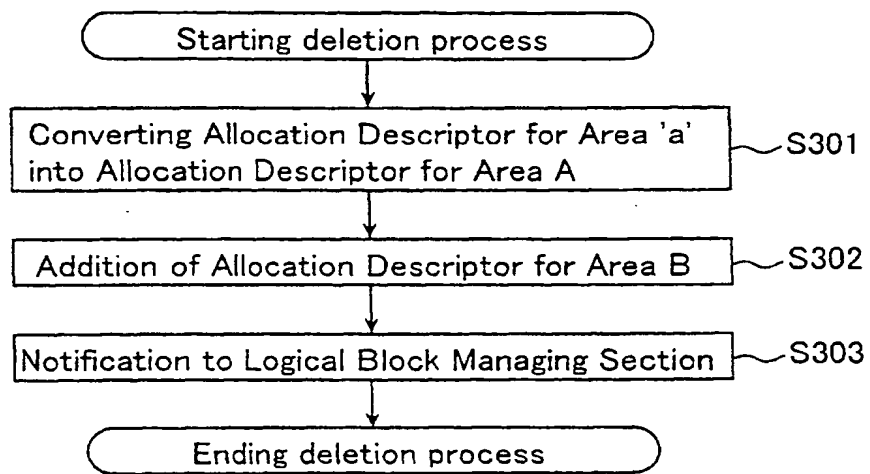 Starting deletion process
Converting Allocation Descriptor for Area 'a'
into Allocation Descriptor for Area A
S301
Addition of Allocation Descriptor for Area B
S302
Notification to Logical Block Managing Section
S303
Ending deletion process